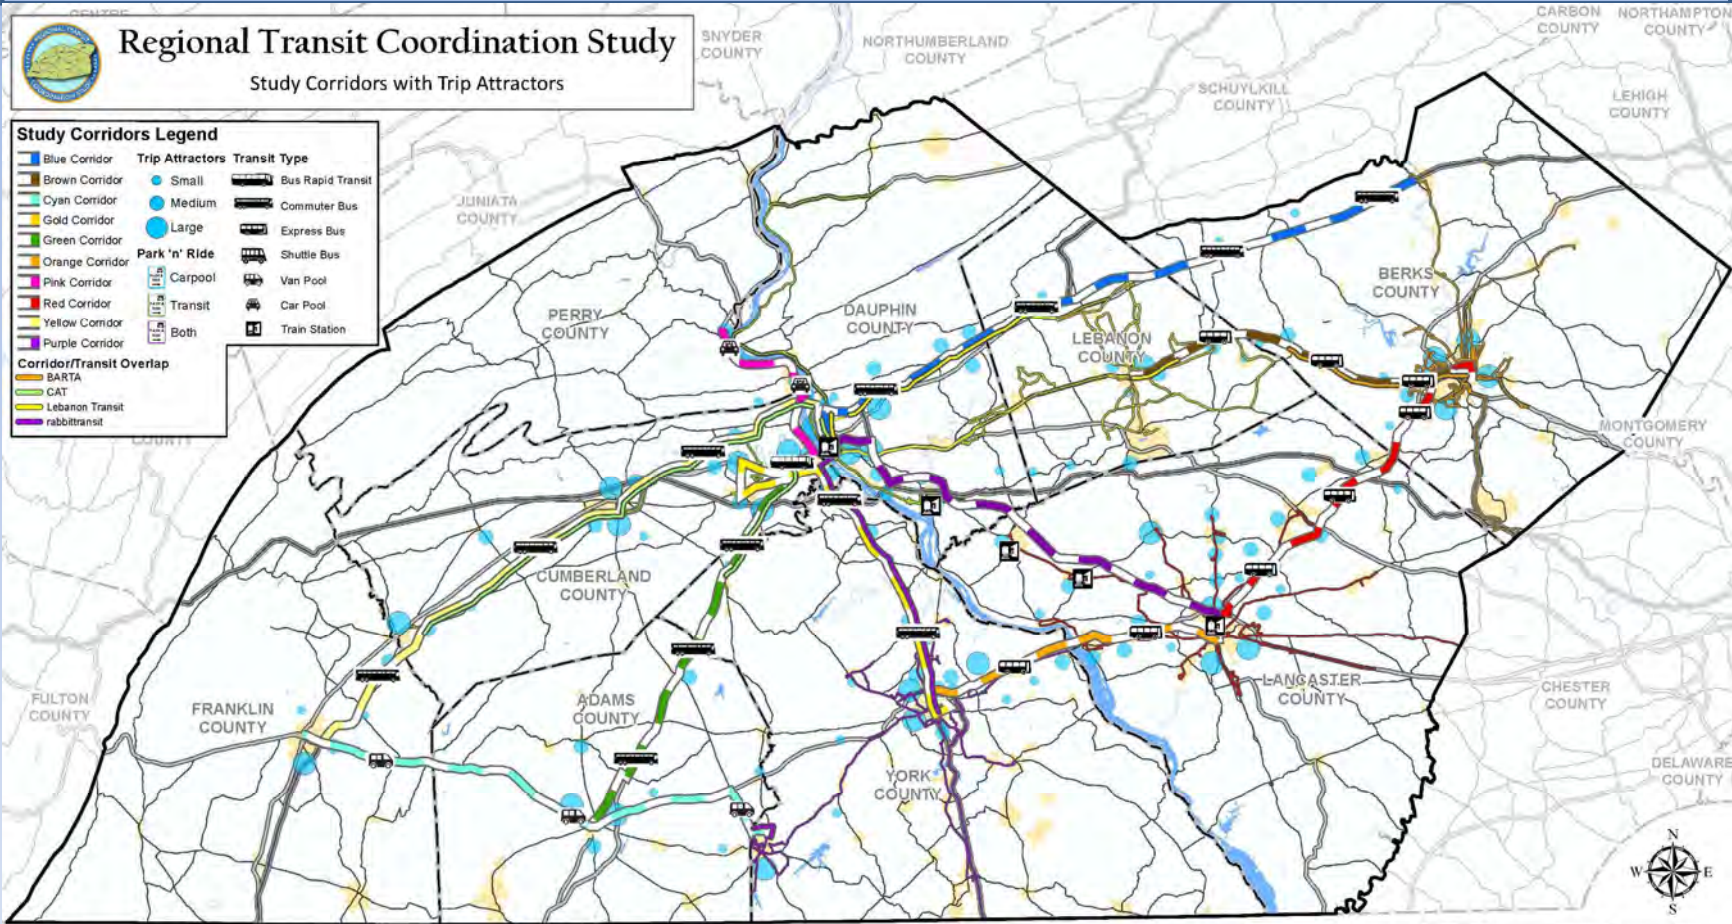 Regional Transit Coordination Study
Study Corridors with Trip Attractors
Study Corridors Legend
Blue Corridor
Brown Corridor
Cyan Corridor
Gold Corridor
Green Corridor
Orange Corridor
Pink Corridor
Red Corridor
Yellow Corridor
Purple Corridor
Trip Attractors
Small
Medium
Large
Park 'n' Ride
Carpool
Transit
Both
Transit Type
Bus Rapid Transit
Commuter Bus
Express Bus
Shuttle Bus
Van Pool
Car Pool
Train Station
Corridor/Transit Overlap
BARTA
CAT
Lebanon Transit
rabbittransit
CENTRE
SNYDER
COUNTY
NORTHUMBERLAND
COUNTY
CARBON
COUNTY
NORTHAMPTON
COUNTY
SCHUYLKILL
COUNTY
LEHIGH
COUNTY
JUNIATA
COUNTY
PERRY
COUNTY
DAUPHIN
COUNTY
LEBANON
COUNTY
BERKS
COUNTY
MONTGOMERY
COUNTY
COUNTY
CUMBERLAND
COUNTY
FULTON
COUNTY
FRANKLIN
COUNTY
ADAMS
COUNTY
YORK
COUNTY
LANCASTER
COUNTY
CHESTER
COUNTY
DELAWARE
COUNTY
N
W
E
S